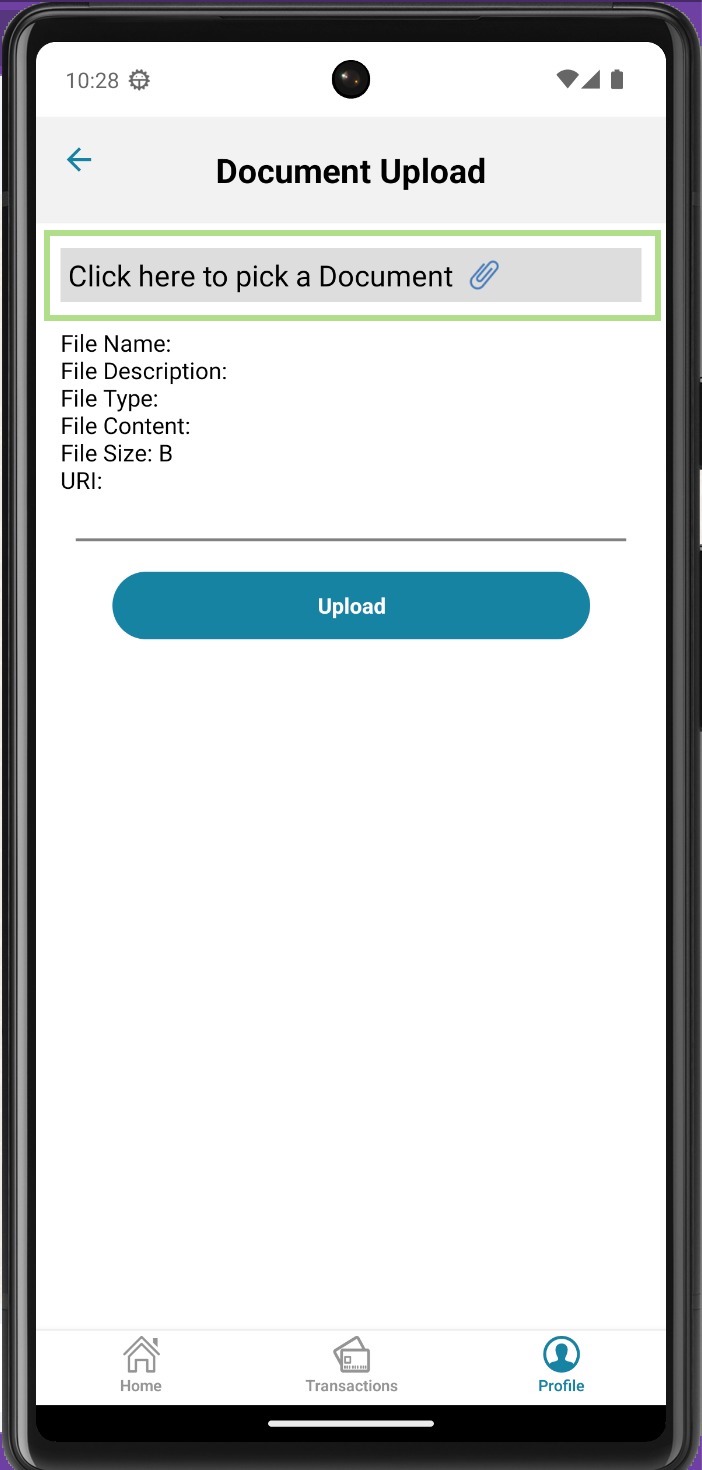 10:28
Document Upload
Click here to pick a Document
File Name:
File Description:
File Type:
File Content:
File Size: B
URI:
Upload
Home
Transactions
Profile